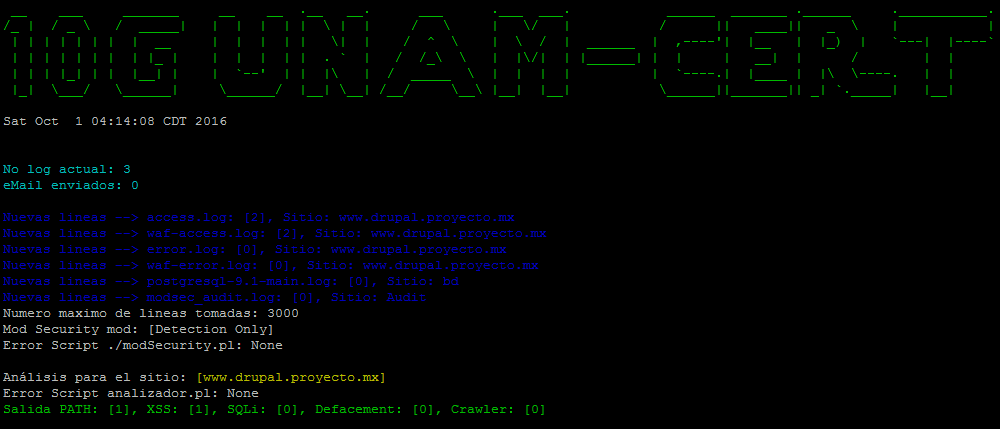 10G UNAM-CERT
Sat Oct  1 04:14:08 CDT 2016
No log actual: 3
eMail enviados: 0
Nuevas lineas --> access.log: [2], Sitio: www.drupal.proyecto.mx
Nuevas lineas --> waf-access.log: [2], Sitio: www.drupal.proyecto.mx
Nuevas lineas --> error.log: [0], Sitio: www.drupal.proyecto.mx
Nuevas lineas --> waf-error.log: [0], Sitio: www.drupal.proyecto.mx
Nuevas lineas --> postgresql-9.1-main.log: [0], Sitio: bd
Nuevas lineas --> modsec_audit.log: [0], Sitio: Audit
Numero maximo de lineas tomadas: 3000
Mod Security mod: [Detection Only]
Error Script ./modSecurity.pl: None
Análisis para el sitio: [www.drupal.proyecto.mx]
Error Script analizador.pl: None
Salida PATH: [1], XSS: [1], SQLi: [0], Defacement: [0], Crawler: [0]